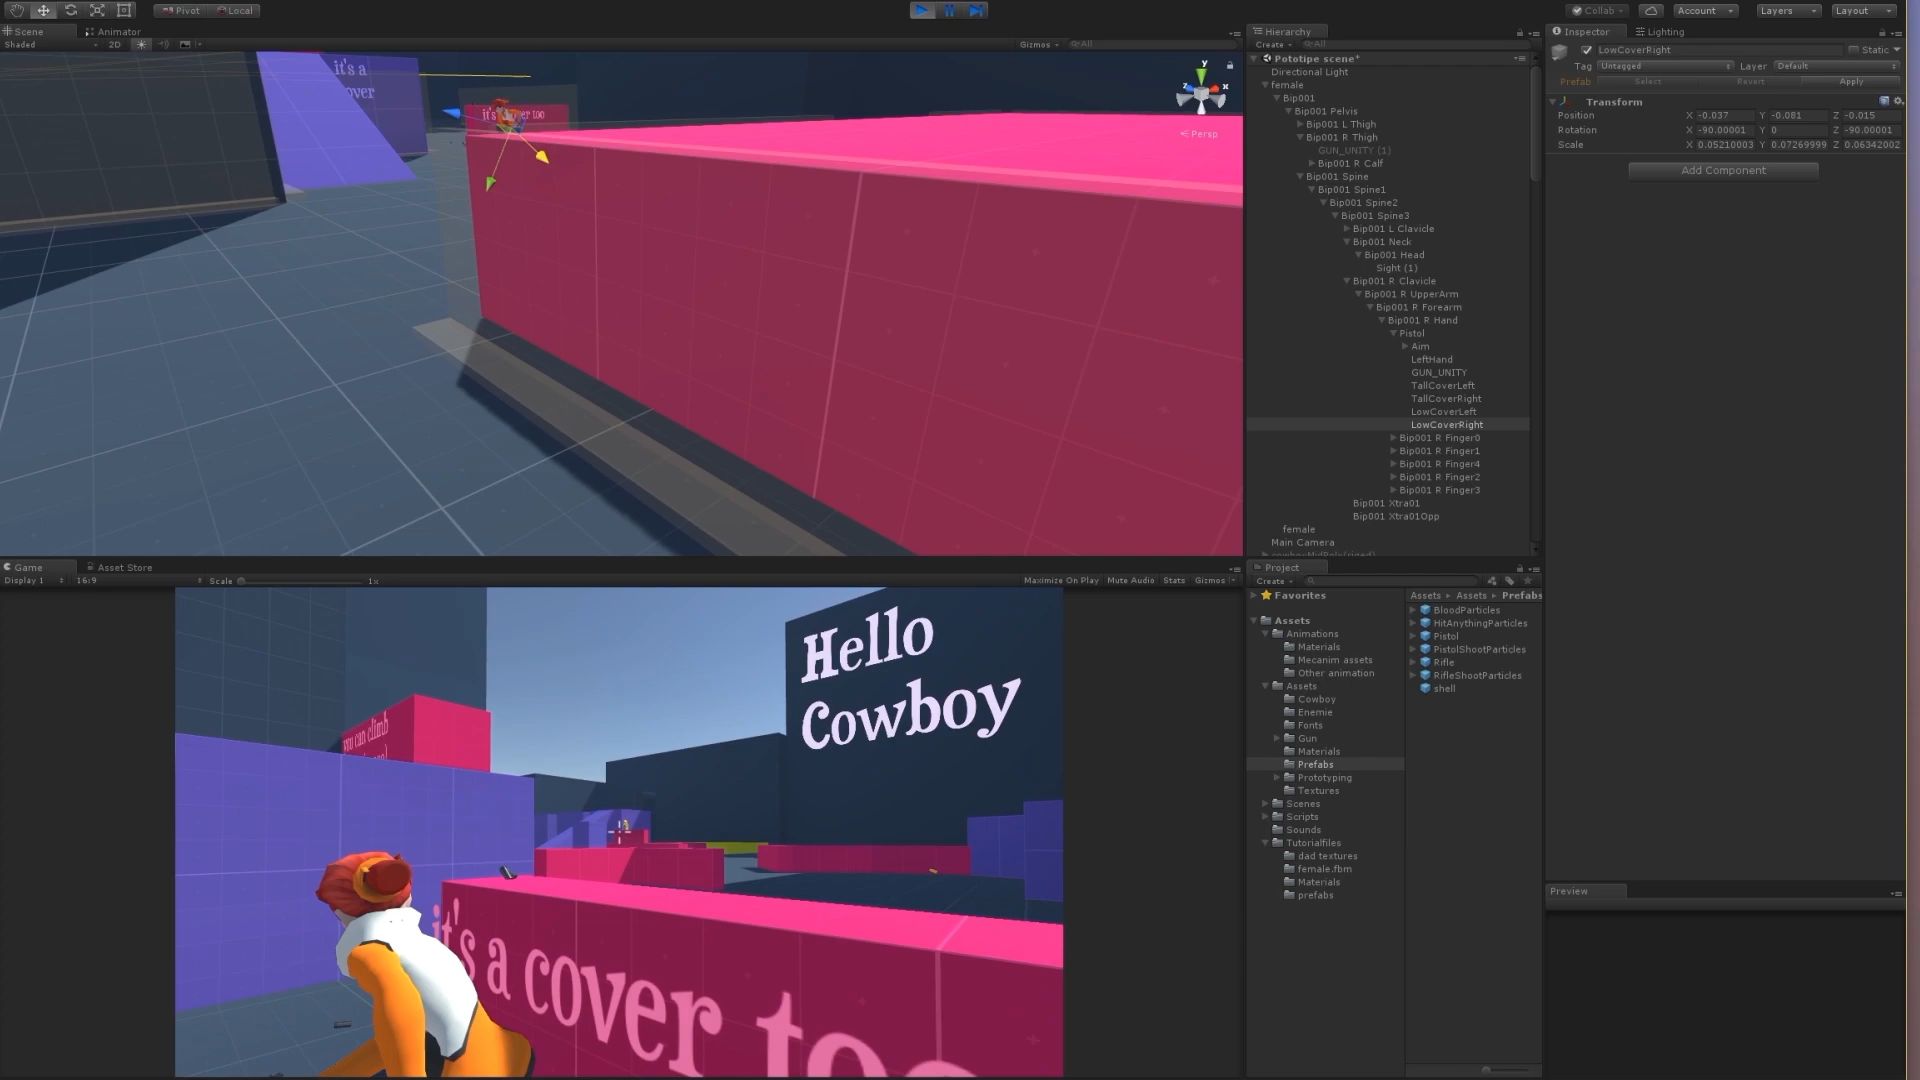 Pivot
Local
Collab
Account
Layers
Layout
Scene
Animator
Shaded
2D
Gizmos
All
it's a
over
it's
ver too
y
x
z
Persp
Hierarchy
Create
All
Pototipe scene*
Directional Light
female
Bip001
Bip001 Pelvis
Bip001 L Thigh
Bip001 R Thigh
GUN_UNITY (1)
Bip001 R Calf
Bip001 Spine
Bip001 Spine1
Bip001 Spine2
Bip001 Spine3
Bip001 L Clavicle
Bip001 Neck
Bip001 Head
Sight (1)
Bip001 R Clavicle
Bip001 R UpperArm
Bip001 R Forearm
Bip001 R Hand
Pistol
Aim
LeftHand
GUN_UNITY
TallCoverLeft
TallCoverRight
LowCoverLeft
LowCoverRight
Bip001 R Finger0
Bip001 R Finger1
Bip001 R Finger4
Bip001 R Finger2
Bip001 R Finger3
Bip001 Xtra01
Bip001 Xtra01Opp
female
Main Camera
Inspector
Lighting
LowCoverRight
Static
Tag Untagged
Layer Default
Prefab Select Revert Apply
Transform
Position X -0.037 Y -0.081 Z -0.015
Rotation X -90.00001 Y 0 Z -90.00001
Scale X 0.05210003 Y 0.07269999 Z 0.06342002
Add Component
Game
Asset Store
Display 1
16:9
Scale
1x
Maximize On Play
Mute Audio
Stats
Gizmos
Hello
Cowboy
you can climb
it's a cover too
Project
Create
Favorites
Assets
Animations
Materials
Mecanim assets
Other animation
Assets
Cowboy
Enemie
Fonts
Gun
Materials
Prefabs
Prototyping
Textures
Scenes
Scripts
Sounds
Tutorialfiles
dad textures
female.fbm
Materials
prefabs
Assets
Assets
Prefabs
BloodParticles
HitAnythingParticles
Pistol
PistolShootParticles
Rifle
RifleShootParticles
shell
Preview